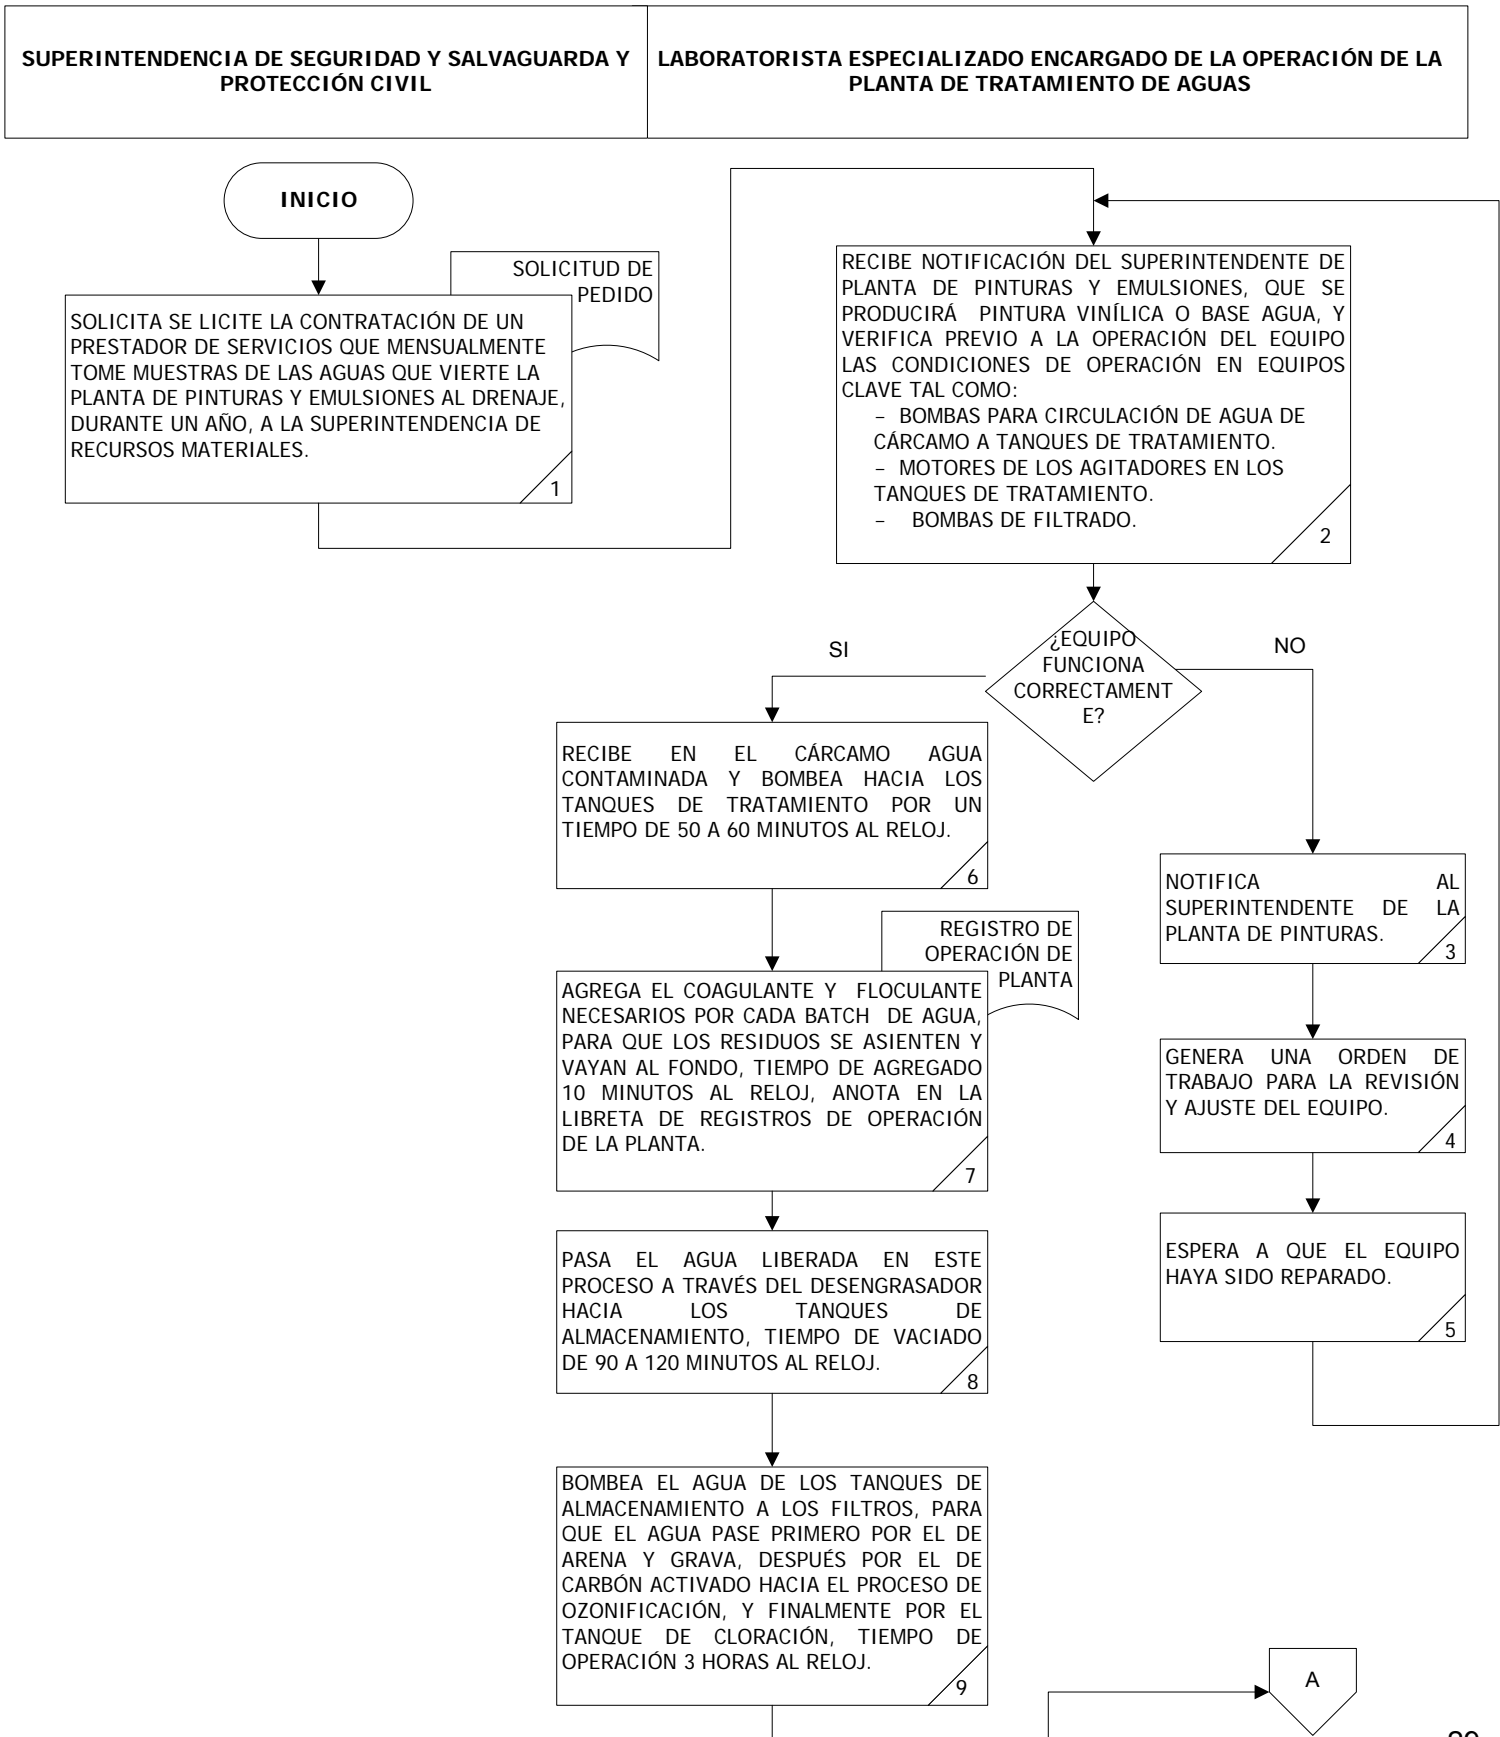 SUPERINTENDENCIA DE SEGURIDAD Y SALVAGUARDA Y
PROTECCIÓN CIVIL
LABORATORISTA ESPECIALIZADO ENCARGADO DE LA OPERACIÓN DE LA
PLANTA DE TRATAMIENTO DE AGUAS
INICIO
SOLICITUD DE
PEDIDO
SOLICITA SE LICITE LA CONTRATACIÓN DE UN
PRESTADOR DE SERVICIOS QUE MENSUALMENTE
TOME MUESTRAS DE LAS AGUAS QUE VIERTE LA
PLANTA DE PINTURAS Y EMULSIONES AL DRENAJE,
DURANTE UN AÑO, A LA SUPERINTENDENCIA DE
RECURSOS MATERIALES.
1
RECIBE NOTIFICACIÓN DEL SUPERINTENDENTE DE
PLANTA DE PINTURAS Y EMULSIONES, QUE SE
PRODUCIRÁ PINTURA VINÍLICA O BASE AGUA, Y
VERIFICA PREVIO A LA OPERACIÓN DEL EQUIPO
LAS CONDICIONES DE OPERACIÓN EN EQUIPOS
CLAVE TAL COMO:
– BOMBAS PARA CIRCULACIÓN DE AGUA DE
CÁRCAMO A TANQUES DE TRATAMIENTO.
– MOTORES DE LOS AGITADORES EN LOS
TANQUES DE TRATAMIENTO.
– BOMBAS DE FILTRADO.
2
¿EQUIPO
FUNCIONA
CORRECTAMENT
E?
SI
NO
RECIBE EN EL CÁRCAMO AGUA
CONTAMINADA Y BOMBEA HACIA LOS
TANQUES DE TRATAMIENTO POR UN
TIEMPO DE 50 A 60 MINUTOS AL RELOJ.
6
NOTIFICA AL
SUPERINTENDENTE DE LA
PLANTA DE PINTURAS.
3
REGISTRO DE
OPERACIÓN DE
PLANTA
AGREGA EL COAGULANTE Y FLOCULANTE
NECESARIOS POR CADA BATCH DE AGUA,
PARA QUE LOS RESIDUOS SE ASIENTEN Y
VAYAN AL FONDO, TIEMPO DE AGREGADO
10 MINUTOS AL RELOJ, ANOTA EN LA
LIBRETA DE REGISTROS DE OPERACIÓN
DE LA PLANTA.
7
GENERA UNA ORDEN DE
TRABAJO PARA LA REVISIÓN
Y AJUSTE DEL EQUIPO.
4
PASA EL AGUA LIBERADA EN ESTE
PROCESO A TRAVÉS DEL DESENGRASADOR
HACIA LOS TANQUES DE
ALMACENAMIENTO, TIEMPO DE VACIADO
DE 90 A 120 MINUTOS AL RELOJ.
8
ESPERA A QUE EL EQUIPO
HAYA SIDO REPARADO.
5
BOMBEA EL AGUA DE LOS TANQUES DE
ALMACENAMIENTO A LOS FILTROS, PARA
QUE EL AGUA PASE PRIMERO POR EL DE
ARENA Y GRAVA, DESPUÉS POR EL DE
CARBÓN ACTIVADO HACIA EL PROCESO DE
OZONIFICACIÓN, Y FINALMENTE POR EL
TANQUE DE CLORACIÓN, TIEMPO DE
OPERACIÓN 3 HORAS AL RELOJ.
9
A